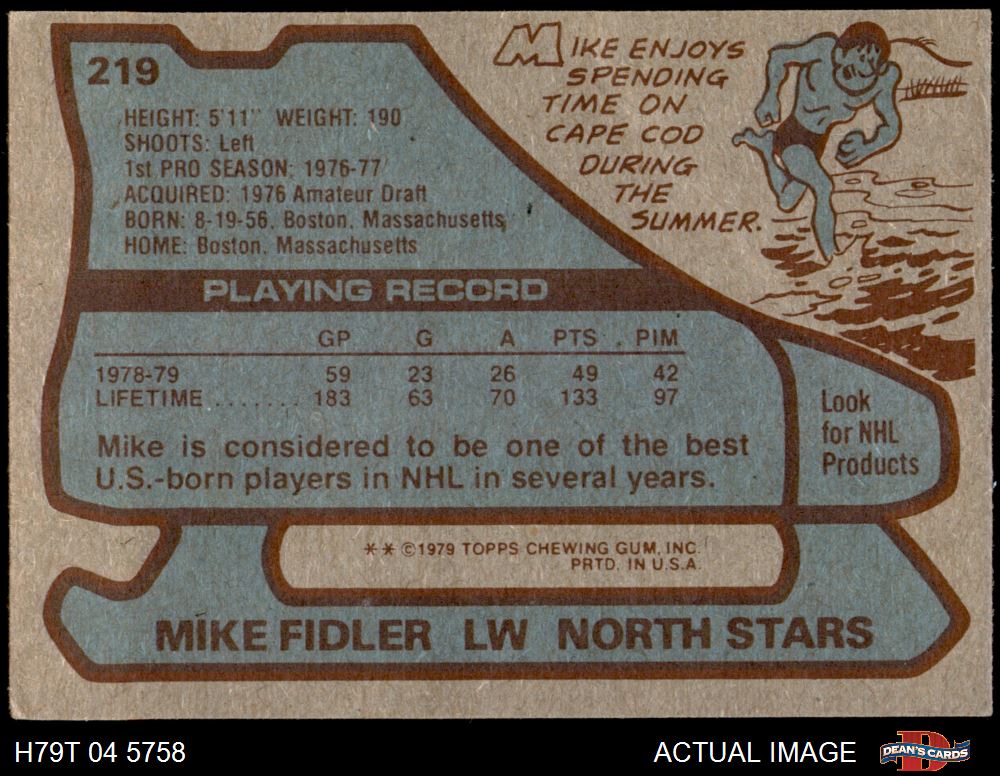 219
HEIGHT: 5'11" WEIGHT: 190
SHOOTS: Left
1st PRO SEASON: 1976-77
ACQUIRED: 1976 Amateur Draft
BORN: 8-19-56, Boston, Massachusetts
HOME: Boston, Massachusetts
MIKE ENJOYS
SPENDING
TIME ON
CAPE COD
DURING
THE
SUMMER.
PLAYING RECORD
GP G A PTS. PIM
1978-79 59 23 26 49 42
LIFETIME ....... 183 63 70 133 97
Mike is considered to be one of the best
U.S.-born players in NHL in several years.
Look
for NHL
Products
** ©1979 TOPPS CHEWING GUM, INC.
PRTD. IN U.S.A.
MIKE FIDLER LW NORTH STARS
H79T 04 5758
ACTUAL IMAGE
D
DEAN'S CARDS